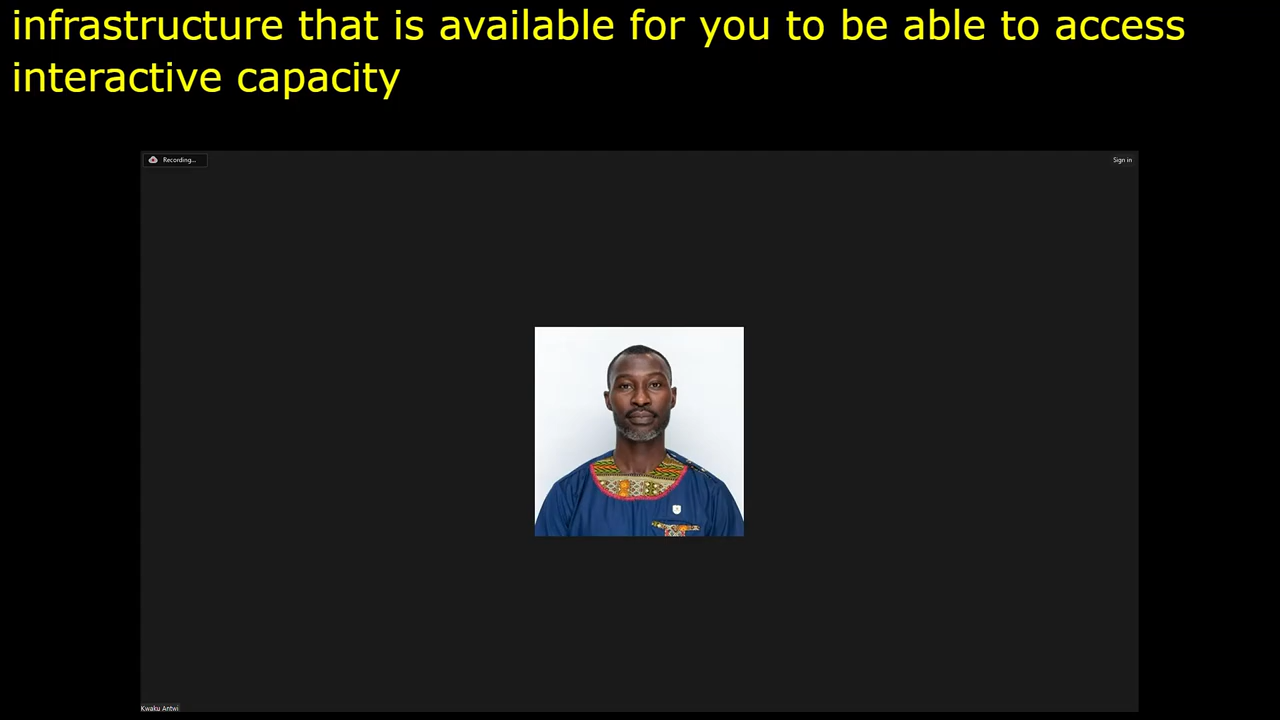 infrastructure that is available for you to be able to access
interactive capacity
Recording...
Sign in
Kwaku Antwi